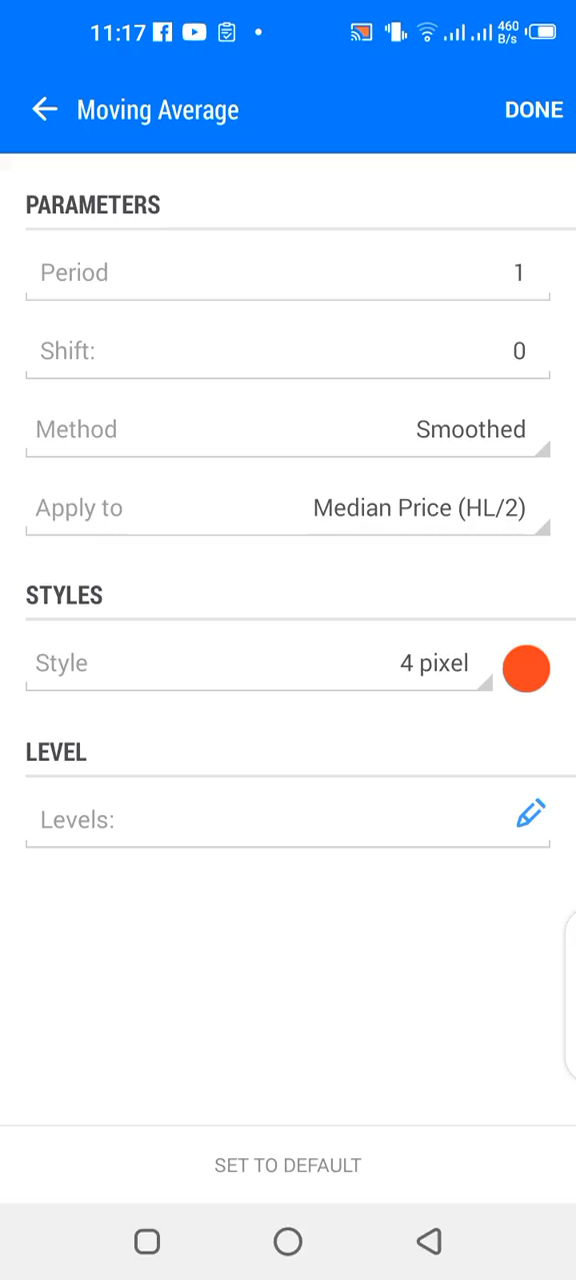 11:17
460
B/s
Moving Average
DONE
PARAMETERS
Period 1
Shift: 0
Method Smoothed
Apply to Median Price (HL/2)
STYLES
Style 4 pixel
LEVEL
Levels:
SET TO DEFAULT